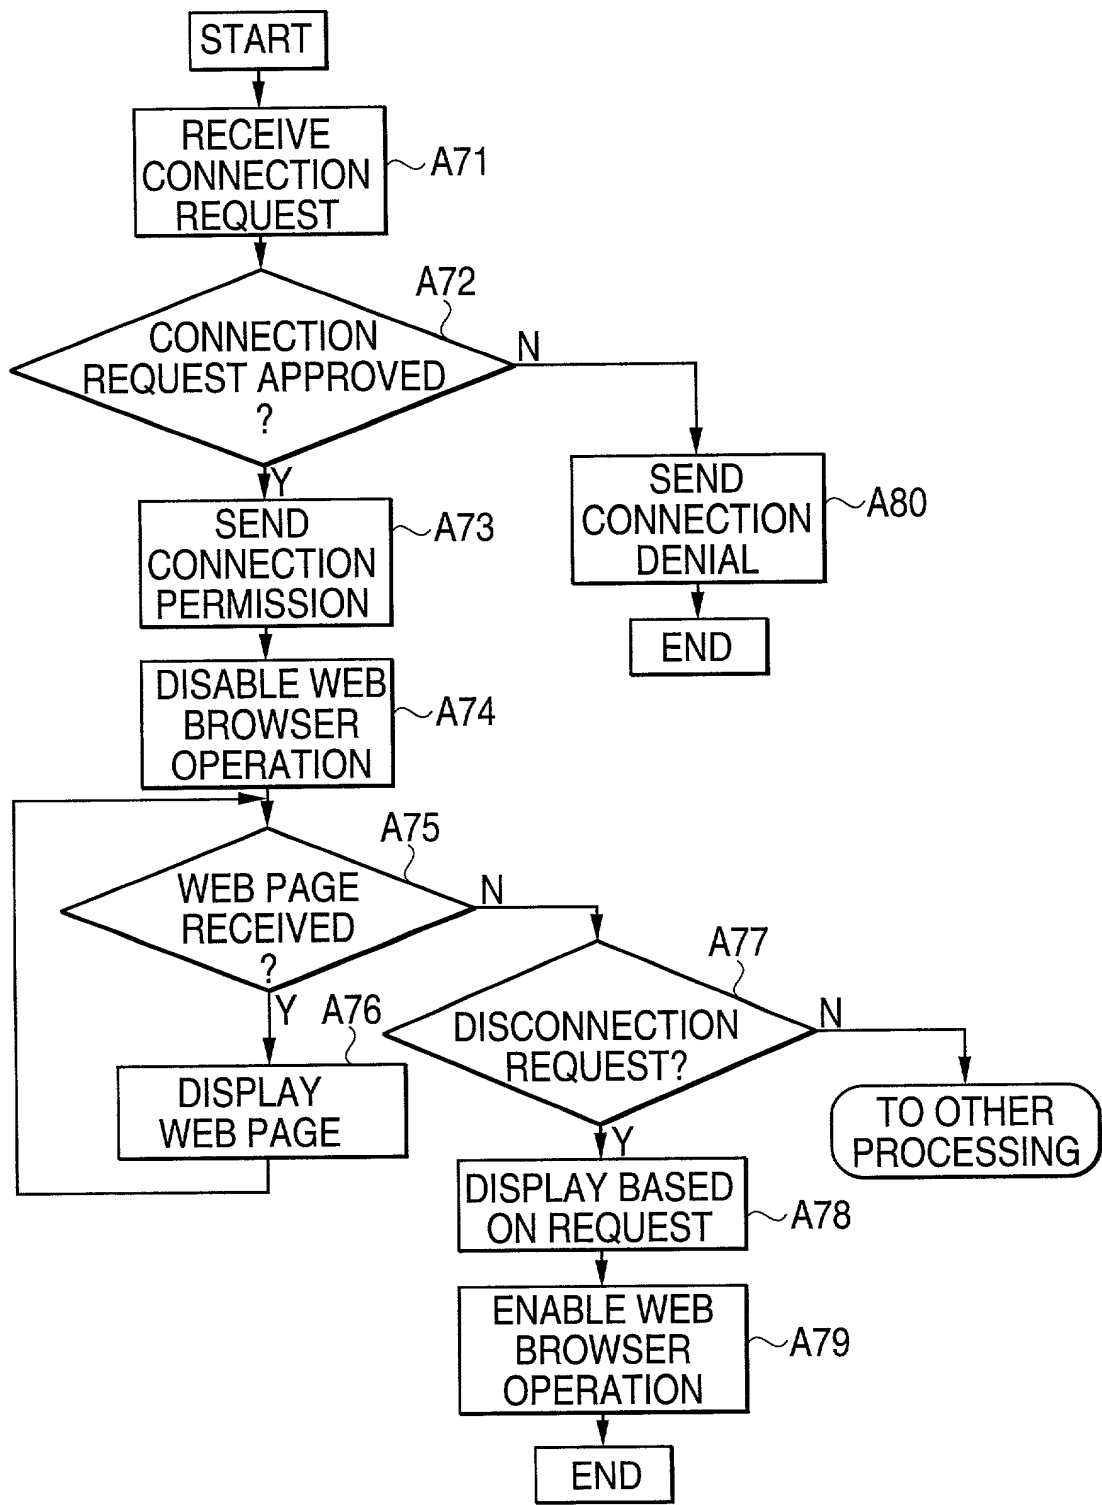 START
RECEIVE
CONNECTION
REQUEST
A71
A72
CONNECTION
REQUEST APPROVED
?
N
Y
SEND
CONNECTION
PERMISSION
A73
SEND
CONNECTION
DENIAL
A80
END
DISABLE WEB
BROWSER
OPERATION
A74
A75
WEB PAGE
RECEIVED
?
N
Y
A76
DISPLAY
WEB PAGE
A77
DISCONNECTION
REQUEST?
N
Y
TO OTHER
PROCESSING
DISPLAY BASED
ON REQUEST
A78
ENABLE WEB
BROWSER
OPERATION
A79
END